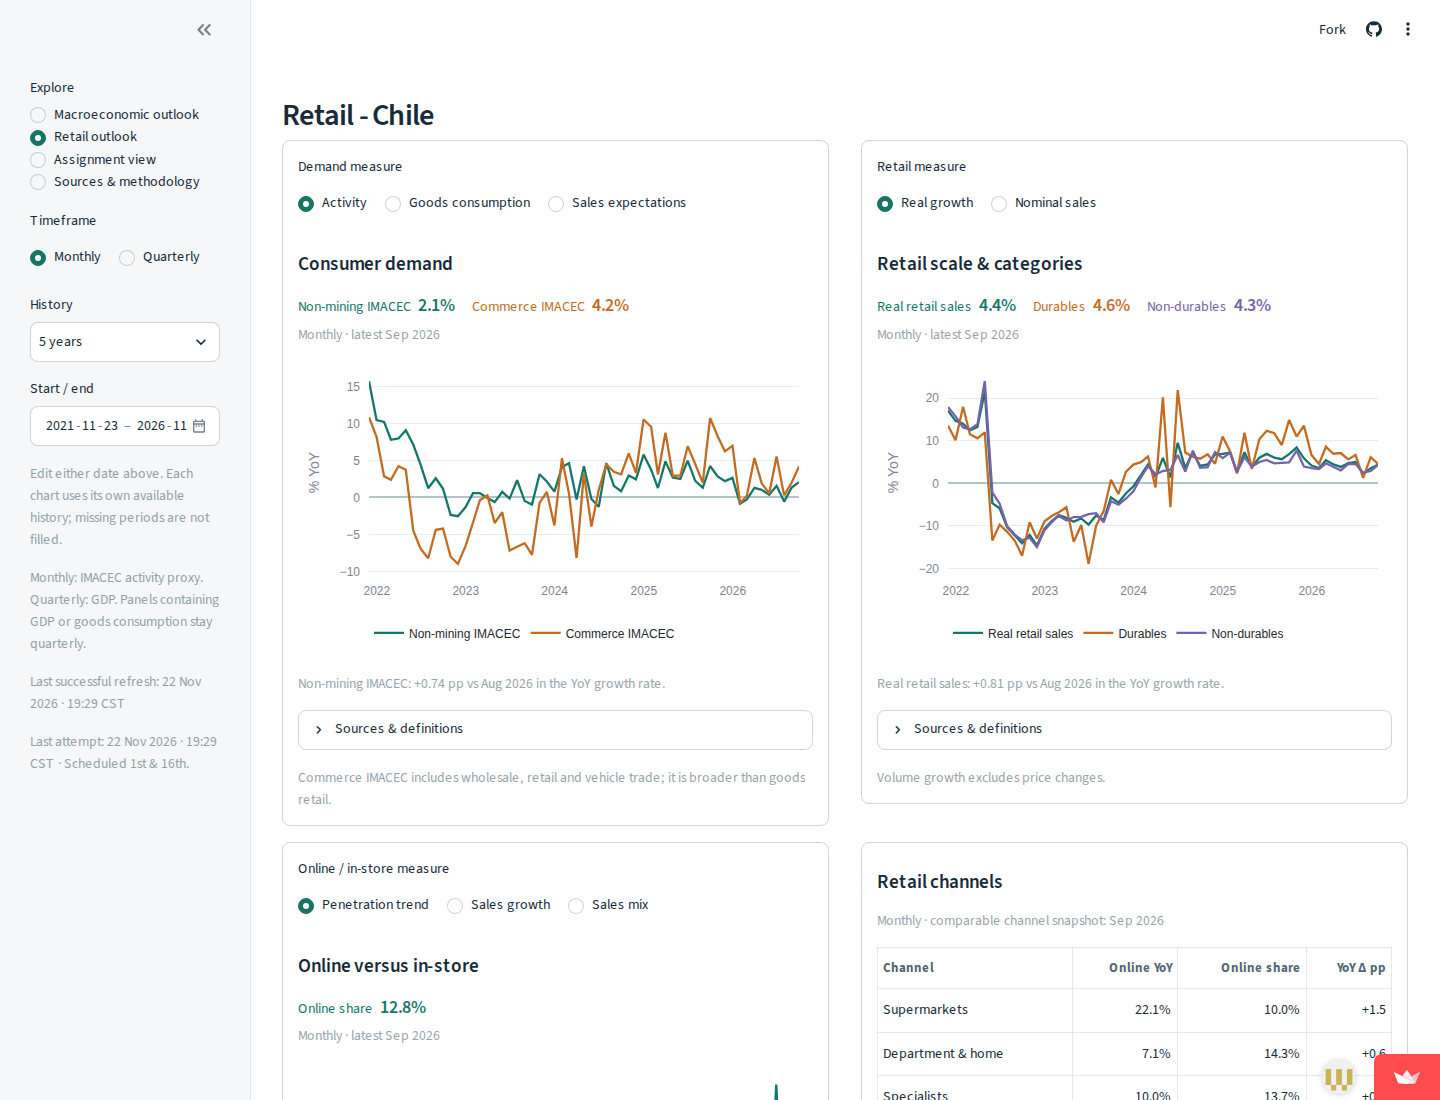 Fork
Explore
Macroeconomic outlook
Retail outlook
Assignment view
Sources & methodology
Timeframe
Monthly
Quarterly
History
5 years
Start / end
2021-11-23 – 2026-11
Edit either date above. Each
chart uses its own available
history; missing periods are not
filled.
Monthly: IMACEC activity proxy.
Quarterly: GDP. Panels containing
GDP or goods consumption stay
quarterly.
Last successful refresh: 22 Nov
2026 · 19:29 CST
Last attempt: 22 Nov 2026 · 19:29
CST · Scheduled 1st & 16th.
Retail - Chile
Demand measure
Activity
Goods consumption
Sales expectations
Consumer demand
Non-mining IMACEC 2.1% Commerce IMACEC 4.2%
Monthly · latest Sep 2026
% YoY
15
10
5
0
−5
−10
2022
2023
2024
2025
2026
Non-mining IMACEC
Commerce IMACEC
Non-mining IMACEC: +0.74 pp vs Aug 2026 in the YoY growth rate.
Sources & definitions
Commerce IMACEC includes wholesale, retail and vehicle trade; it is broader than goods
retail.
Retail measure
Real growth
Nominal sales
Retail scale & categories
Real retail sales 4.4% Durables 4.6% Non-durables 4.3%
Monthly · latest Sep 2026
% YoY
20
10
0
−10
−20
2022
2023
2024
2025
2026
Real retail sales
Durables
Non-durables
Real retail sales: +0.81 pp vs Aug 2026 in the YoY growth rate.
Sources & definitions
Volume growth excludes price changes.
Online / in-store measure
Penetration trend
Sales growth
Sales mix
Online versus in-store
Online share 12.8%
Monthly · latest Sep 2026
Retail channels
Monthly · comparable channel snapshot: Sep 2026
Channel Online YoY Online share YoY Δ pp
Supermarkets 22.1% 10.0% +1.5
Department & home 7.1% 14.3% +0.6
Specialists 10.0% 13.7%